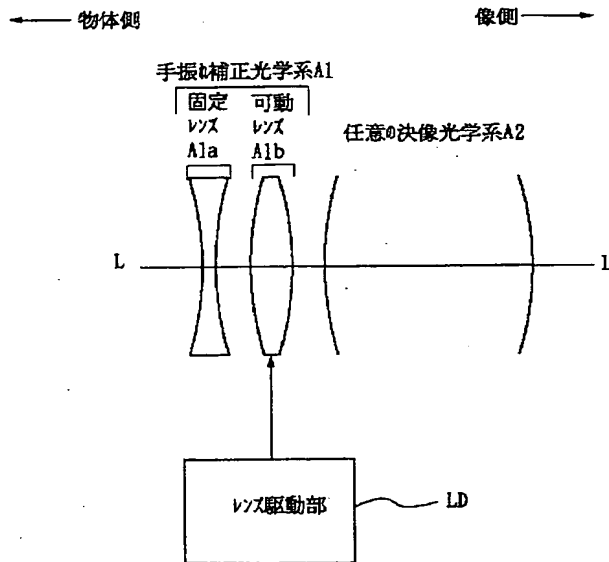 物体側
像側
手振れ補正光学系A1
固定
レンズ
A1a
可動
レンズ
A1b
任意の決像光学系A2
L
l
レンズ駆動部
LD